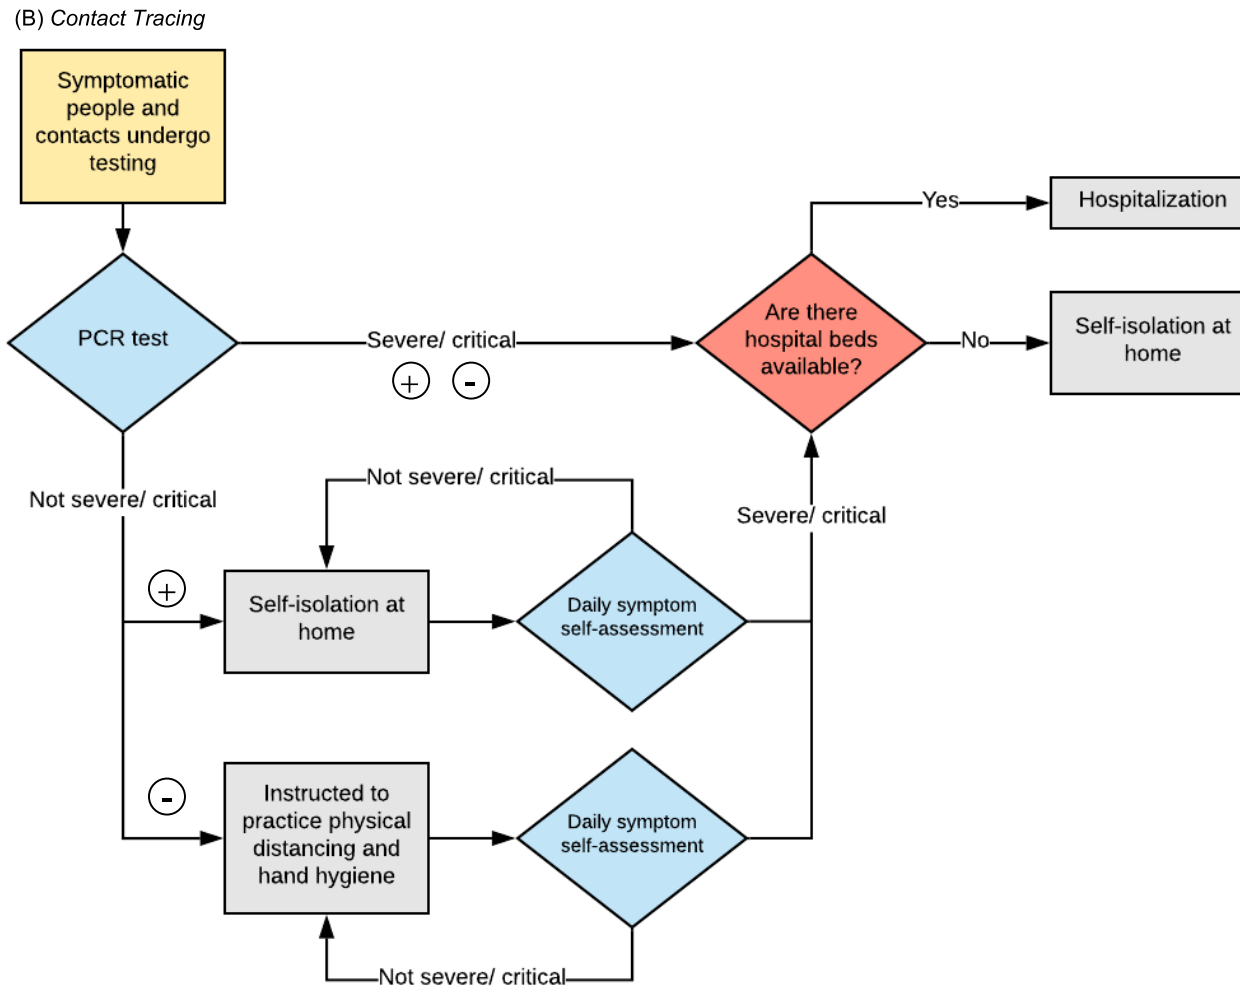 (B) Contact Tracing
Symptomatic
people and
contacts undergo
testing
PCR test
Severe/ critical
+ -
Are there
hospital beds
available?
Yes
Hospitalization
No
Self-isolation at
home
Not severe/ critical
Not severe/ critical
Severe/ critical
+
Self-isolation at
home
Daily symptom
self-assessment
-
Instructed to
practice physical
distancing and
hand hygiene
Daily symptom
self-assessment
Not severe/ critical